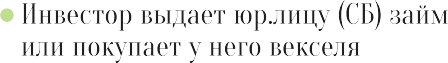 Инвестор выдает юр.лицу (СБ) займ
или покупает у него векселя